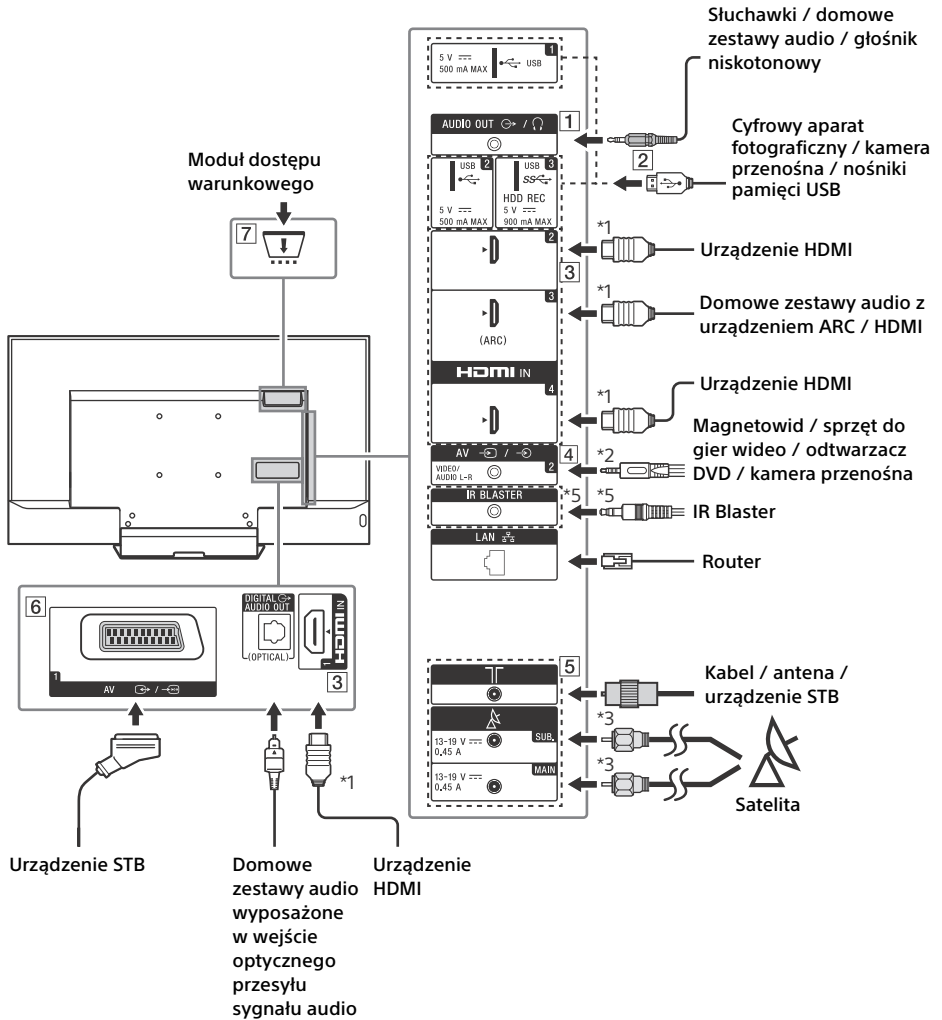 Słuchawki / domowe
zestawy audio / głośnik
niskotonowy
1
5 V
500 mA MAX
USB
AUDIO OUT /
1
Cyfrowy aparat
fotograficzny / kamera
przenośna / nośniki
pamięci USB
2
Moduł dostępu
warunkowego
7
USB 2
5 V
500 mA MAX
USB 3
SS
HDD REC
5 V
900 mA MAX
2
*1
Urządzenie HDMI
3
3
(ARC)
*1
Domowe zestawy audio z
urządzeniem ARC / HDMI
HDMI IN
4
*1
Urządzenie HDMI
AV /
VIDEO/
AUDIO L-R
2
4
*2
Magnetowid / sprzęt do
gier wideo / odtwarzacz
DVD / kamera przenośna
IR BLASTER
*5
*5
IR Blaster
LAN
Router
6
1
AV /
DIGITAL
AUDIO OUT
(OPTICAL)
HDMI IN
1
3
*1
5
Kabel / antena /
urządzenie STB
13-19 V
0.45 A
SUB.
*3
13-19 V
0.45 A
MAIN
*3
Satelita
Urządzenie STB
Domowe
zestawy audio
wyposażone
w wejście
optycznego
przesyłu
sygnału audio
Urządzenie
HDMI